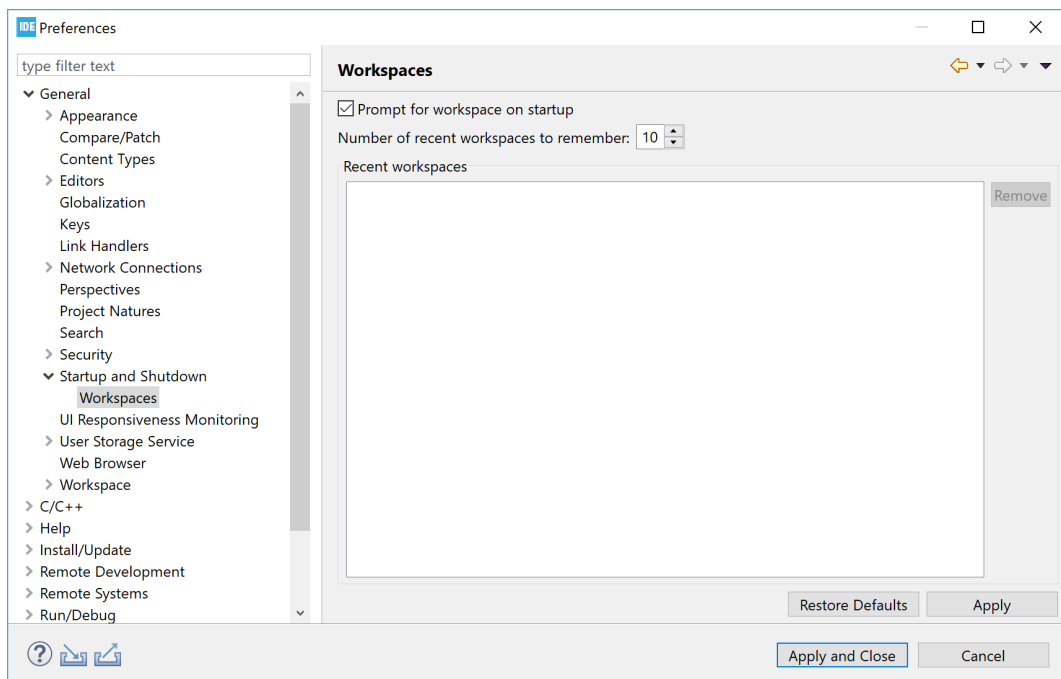 IDE Preferences
type filter text
General
Appearance
Compare/Patch
Content Types
Editors
Globalization
Keys
Link Handlers
Network Connections
Perspectives
Project Natures
Search
Security
Startup and Shutdown
Workspaces
UI Responsiveness Monitoring
User Storage Service
Web Browser
Workspace
C/C++
Help
Install/Update
Remote Development
Remote Systems
Run/Debug
Workspaces
Prompt for workspace on startup
Number of recent workspaces to remember: 10
Recent workspaces
Remove
Restore Defaults Apply
? Apply and Close Cancel